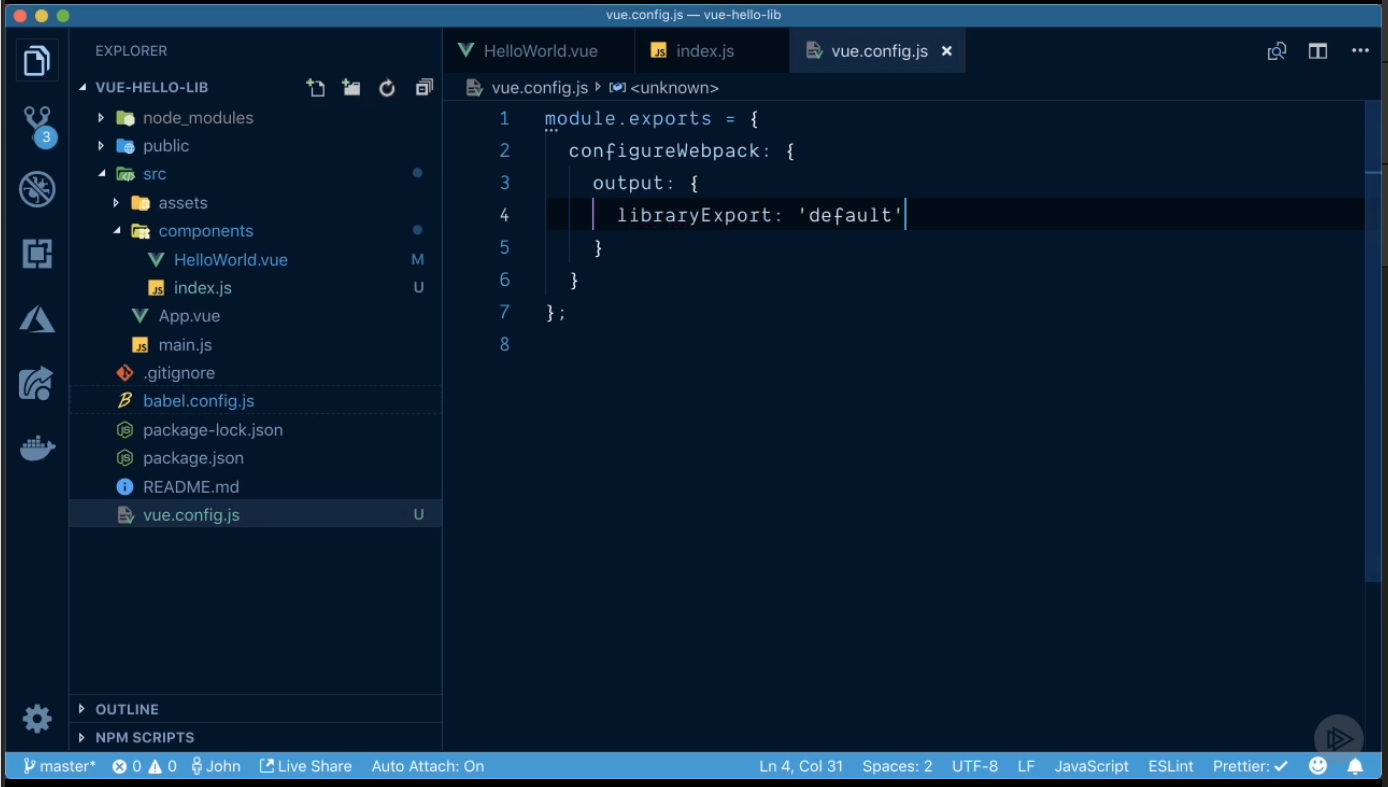 vue.config.js — vue-hello-lib
EXPLORER
VUE-HELLO-LIB
node_modules
public
src
assets
components
HelloWorld.vue M
index.js U
App.vue
main.js
.gitignore
babel.config.js
package-lock.json
package.json
README.md
vue.config.js U
OUTLINE
NPM SCRIPTS
3
HelloWorld.vue
index.js
vue.config.js ×
vue.config.js <unknown>
1 module.exports = {
2 configureWebpack: {
3 output: {
4 libraryExport: 'default'
5 }
6 }
7 };
8
master* 0 0 John Live Share Auto Attach: On Ln 4, Col 31 Spaces: 2 UTF-8 LF JavaScript ESLint Prettier: ✓